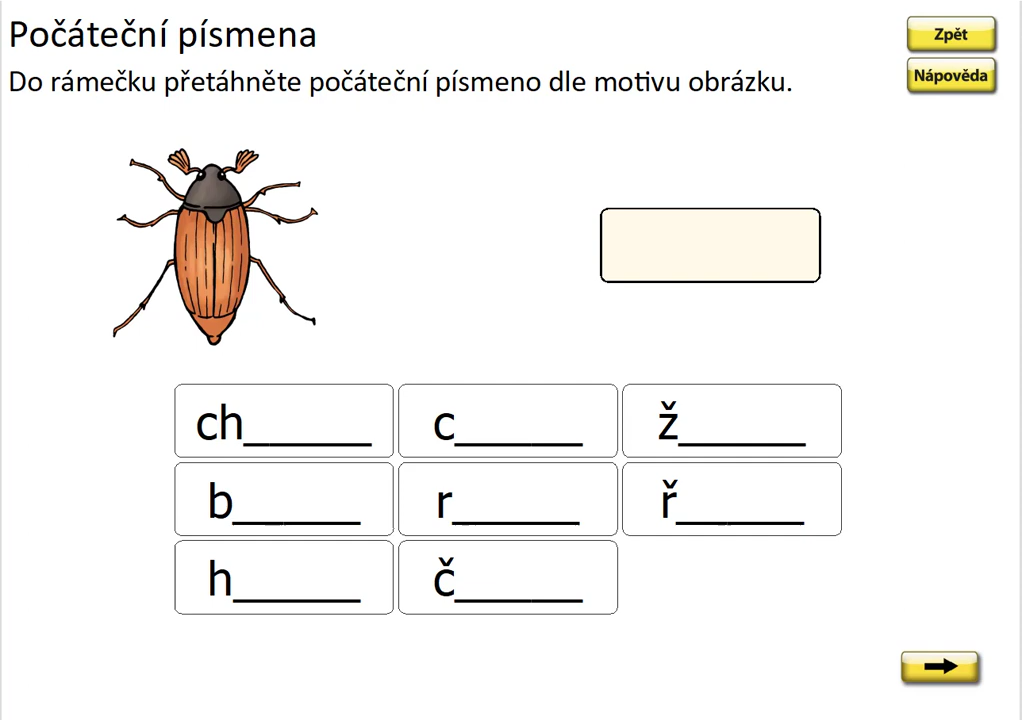 Počáteční písmena
Zpět
Do rámečku přetáhněte počáteční písmeno dle motivu obrázku.
Nápověda
ch______ c______ ž______
b______ r______ ř______
h______ č______